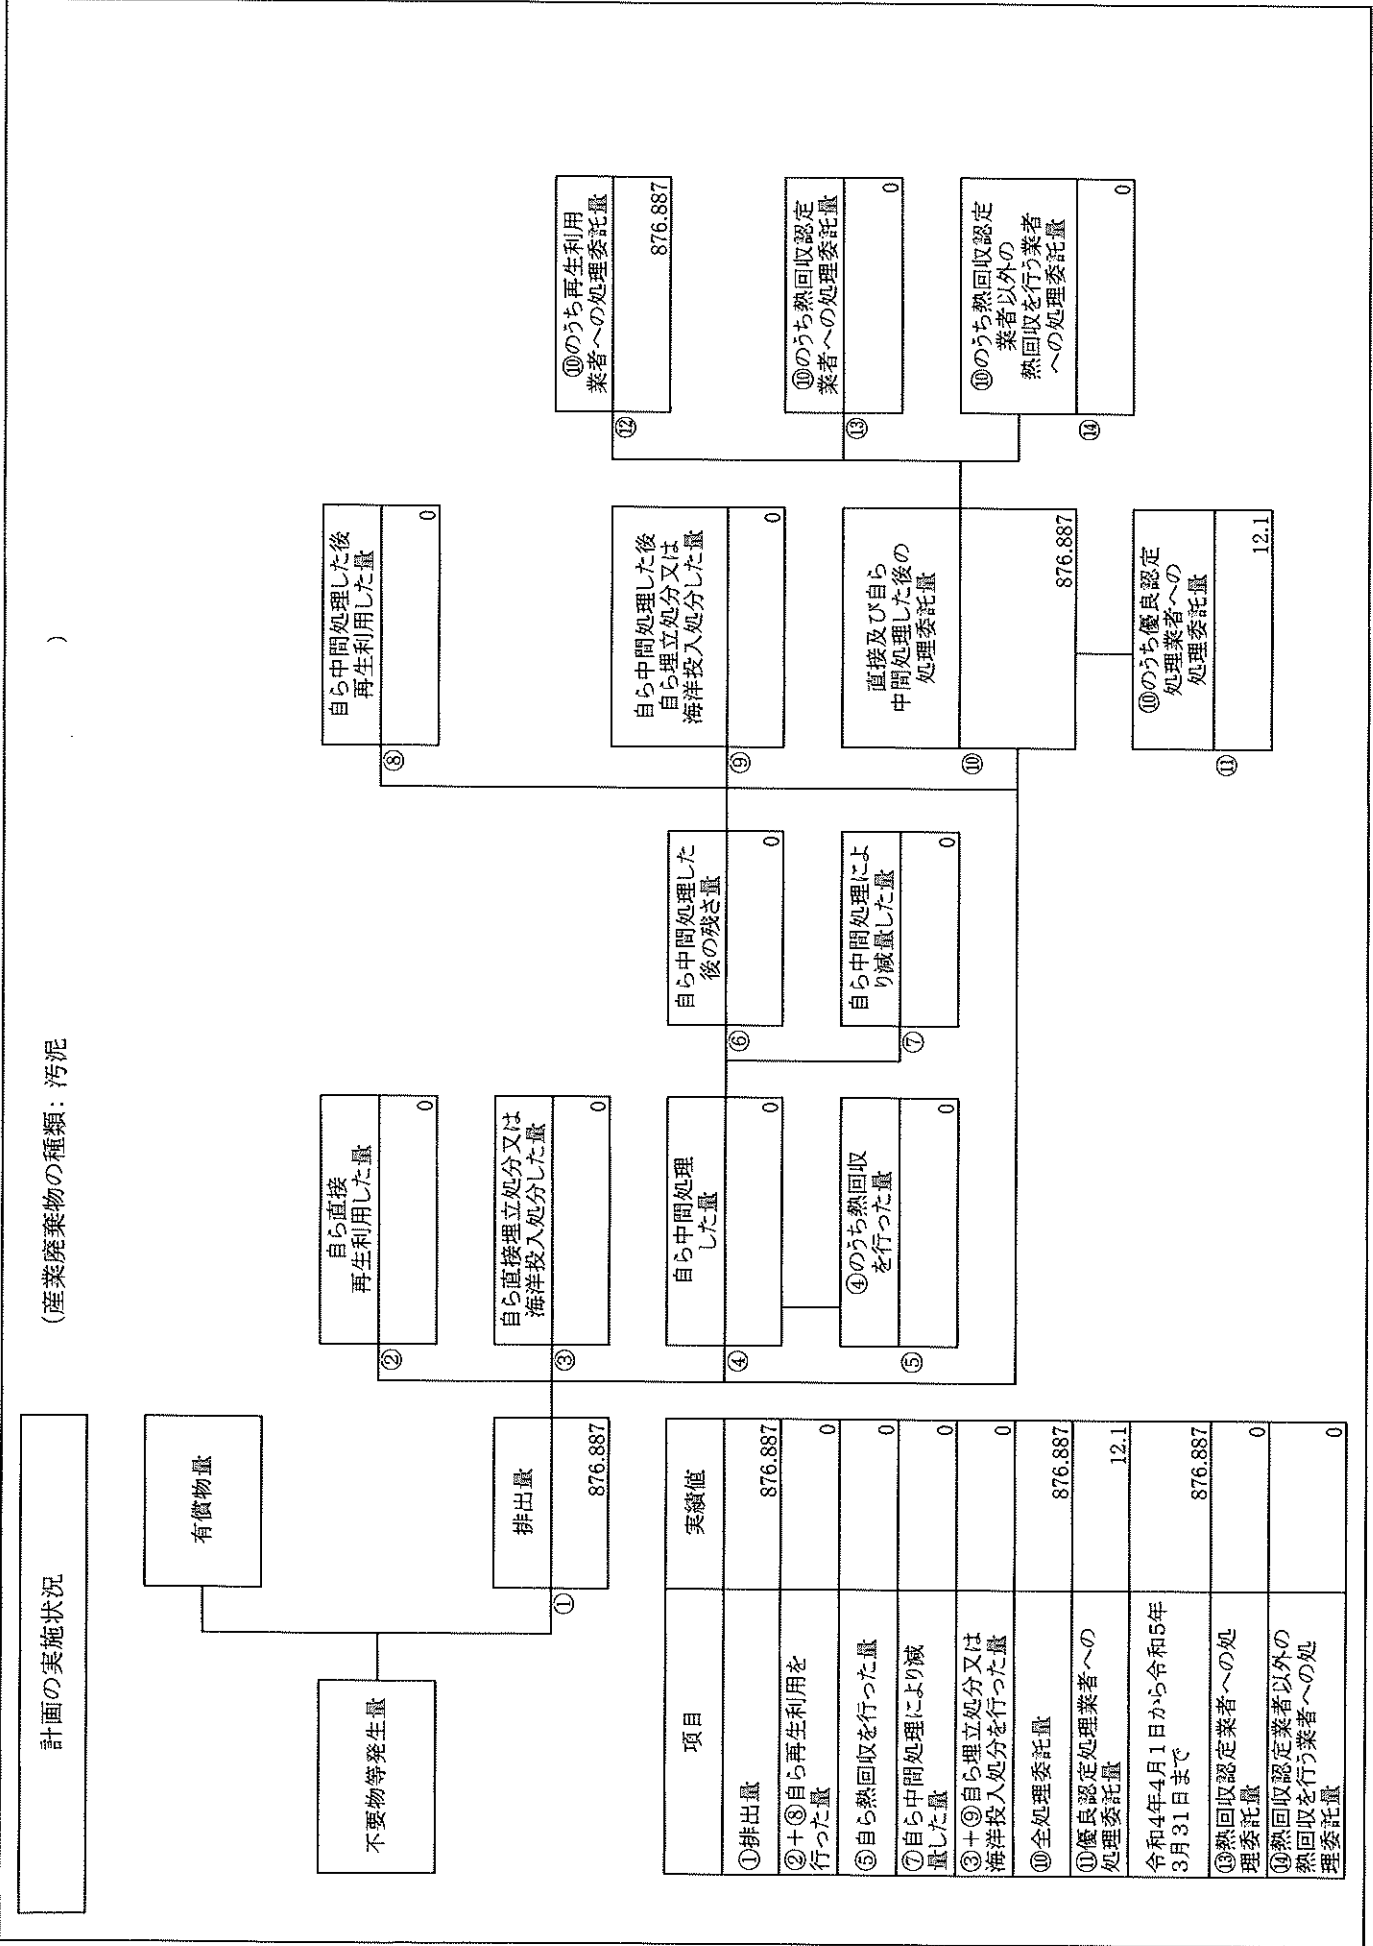 計画の実施状況
(産業廃棄物の種類：汚泥
)
不要物等発生量
有償物量
排出量
①
876.887
自ら直接
再生利用した量
②
0
自ら直接埋立処分又は
海洋投入処分した量
③
0
自ら中間処理
した量
④
0
④のうち熱回収
を行った量
⑤
0
自ら中間処理した
後の残さ量
⑥
0
自ら中間処理によ
り減量した量
⑦
0
自ら中間処理した後
再生利用した量
⑧
0
自ら中間処理した後
自ら埋立処分又は
海洋投入処分した量
⑨
0
直接及び自ら
中間処理した後の
処理委託量
⑩
876.887
⑩のうち優良認定
処理業者への
処理委託量
⑪
12.1
⑩のうち再生利用
業者への処理委託量
⑫
876.887
⑩のうち熱回収認定
業者への処理委託量
⑬
0
⑩のうち熱回収認定
業者以外の
熱回収を行う業者
への処理委託量
⑭
0
項目 実績値
①排出量 876.887
②＋⑧自ら再生利用を
行った量 0
⑤自ら熱回収を行った量 0
⑦自ら中間処理により減
量した量 0
③＋⑨自ら埋立処分又は
海洋投入処分を行った量 0
⑩全処理委託量 876.887
⑪優良認定処理業者への
処理委託量 12.1
令和4年4月1日から令和5年
3月31日まで 876.887
⑬熱回収認定業者への処
理委託量 0
⑭熱回収認定業者以外の
熱回収を行う業者への処
理委託量 0